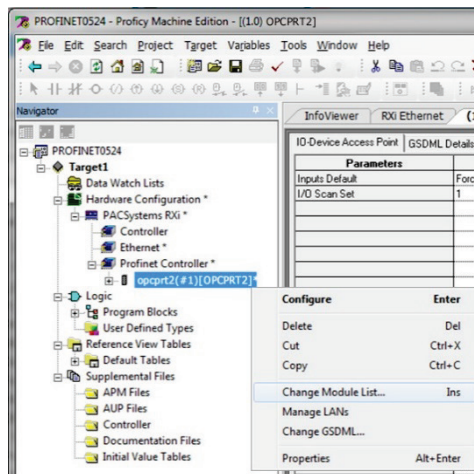 PROFINET0524 - Proficy Machine Edition - [(1.0) OPCPRT2]
File Edit Search Project Target Variables Tools Window Help
Navigator
InfoViewer RXi Ethernet
IO-Device Access Point GSDML Details
Parameters
Inputs Default
I/O Scan Set 1
PROFINET0524
Target1
Data Watch Lists
Hardware Configuration *
PACSystems RXi *
Controller
Ethernet *
Profinet Controller *
opcprt2(#1)[OPCPRT2]*
Logic
Program Blocks
User Defined Types
Reference View Tables
Default Tables
Supplemental Files
APM Files
AUP Files
Controller
Documentation Files
Initial Value Tables
Configure Enter
Delete Del
Cut Ctrl+X
Copy Ctrl+C
Change Module List... Ins
Manage LANs
Change GSDML...
Properties Alt+Enter